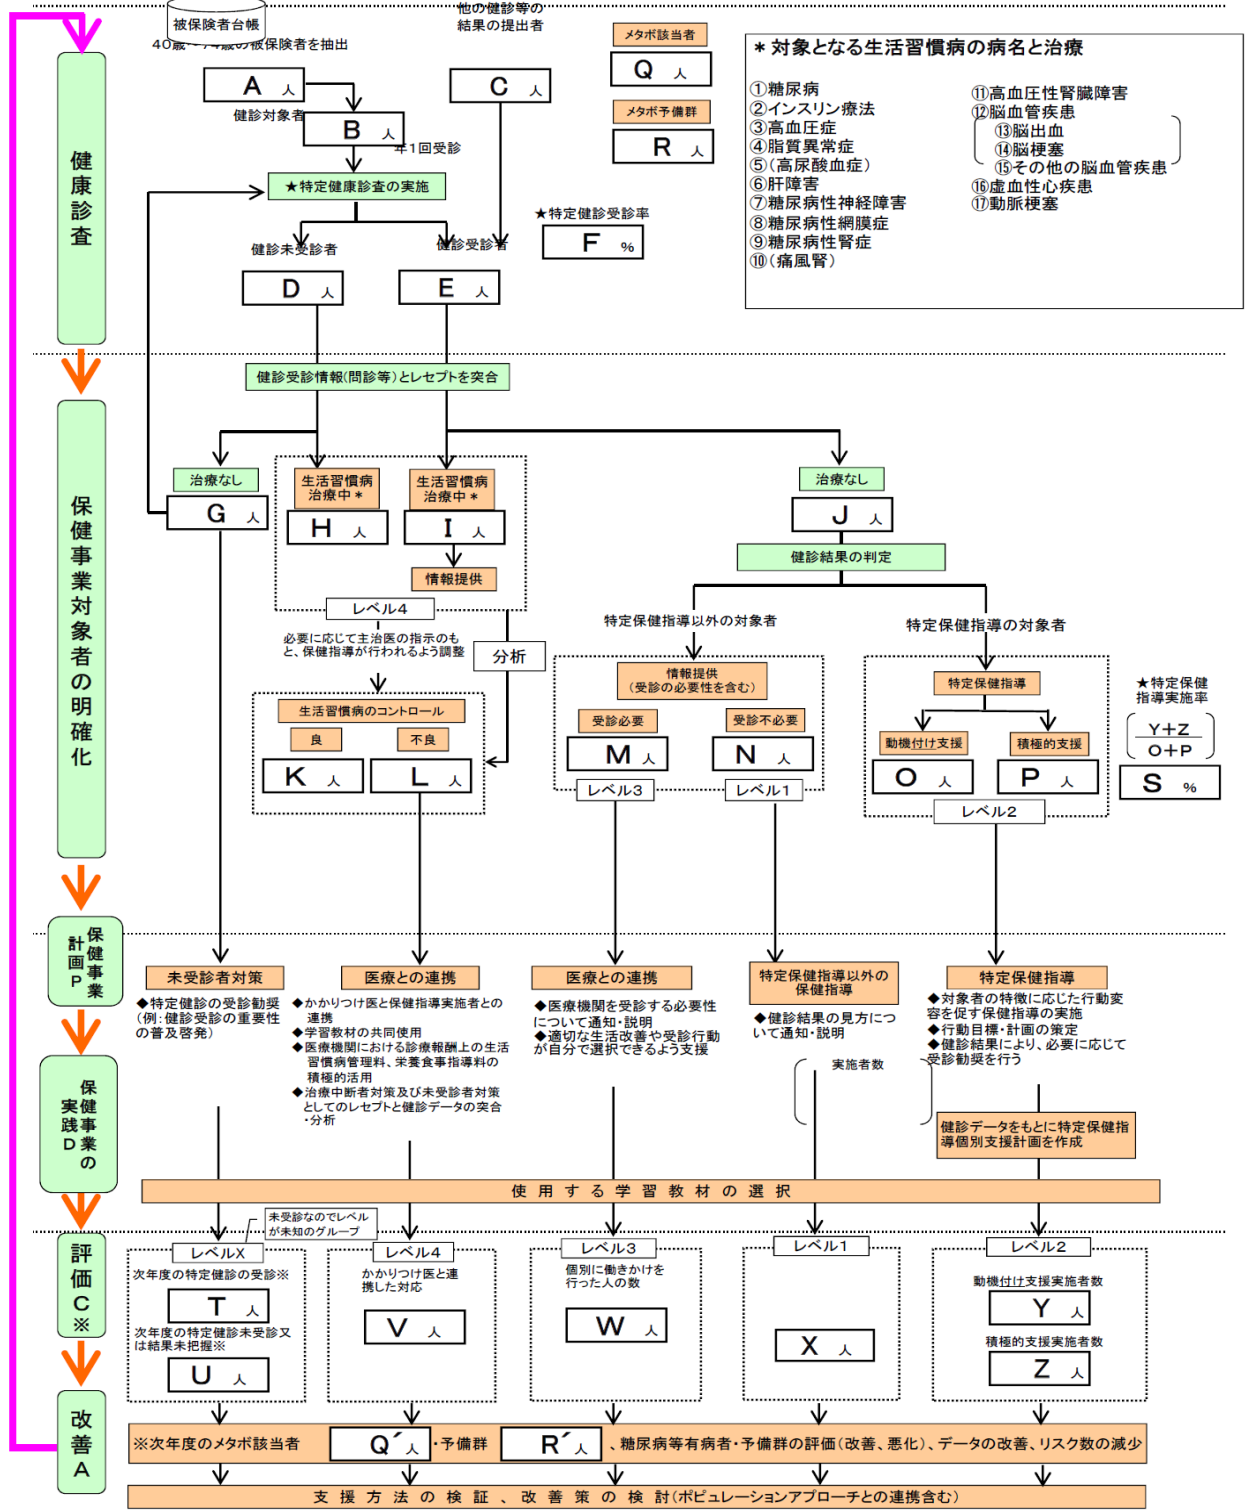 被保険者台帳
40歳~74歳の被保険者を抽出
他の健診等の
結果の提出者
A 人
健診対象者
B 人
年1回受診
C 人
メタボ該当者
Q 人
メタボ予備群
R 人
★特定健康診査の実施
★特定健診受診率
F %
健診未受診者
健診受診者
D 人
E 人
*対象となる生活習慣病の病名と治療
①糖尿病
②インスリン療法
③高血圧症
④脂質異常症
⑤(高尿酸血症)
⑥肝障害
⑦糖尿病性神経障害
⑧糖尿病性網膜症
⑨糖尿病性腎症
⑩(痛風腎)
⑪高血圧性腎臓障害
⑫脳血管疾患
⑬脳出血
⑭脳梗塞
⑮その他の脳血管疾患
⑯虚血性心疾患
⑰動脈梗塞
健康診査
健診受診情報(問診等)とレセプトを突合
保健事業対象者の明確化
治療なし
G 人
生活習慣病
治療中*
H 人
生活習慣病
治療中*
I 人
情報提供
レベル4
必要に応じて主治医の指示のも
と、保健指導が行われるよう調整
分析
生活習慣病のコントロール
良
不良
K 人
L 人
治療なし
J 人
健診結果の判定
特定保健指導以外の対象者
情報提供
(受診の必要性を含む)
受診必要
受診不必要
M 人
N 人
レベル3
レベル1
特定保健指導の対象者
特定保健指導
動機付け支援
積極的支援
O 人
P 人
レベル2
★特定保健
指導実施率
Y+Z
O+P
S %
保健事業
計画P
未受診者対策
◆特定健診の受診勧奨
(例:健診受診の重要性
の普及啓発)
医療との連携
◆かかりつけ医と保健指導実施者との
連携
◆学習教材の共同使用
◆医療機関における診療報酬上の生活
習慣病管理料、栄養食事指導料の
積極的活用
◆治療中断者対策及び未受診者対策
としてのレセプトと健診データの突合
・分析
医療との連携
◆医療機関を受診する必要性
について通知・説明
◆適切な生活改善や受診行動
が自分で選択できるよう支援
特定保健指導以外の
保健指導
◆健診結果の見方につ
いて通知・説明
実施者数
特定保健指導
◆対象者の特徴に応じた行動変
容を促す保健指導の実施
◆行動目標・計画の策定
◆健診結果により、必要に応じて
受診勧奨を行う
健診データをもとに特定保健指
導個別支援計画を作成
保健事業の
実践D
使用する学習教材の選択
未受診なのでレベル
が未知のグループ
評価C※
レベルX
次年度の特定健診の受診※
T 人
次年度の特定健診未受診又
は結果未把握※
U 人
レベル4
かかりつけ医と連
携した対応
V 人
レベル3
個別に働きかけを
行った人の数
W 人
レベル1
X 人
レベル2
動機付け支援実施者数
Y 人
積極的支援実施者数
Z 人
改善A
※次年度のメタボ該当者 Q´人・予備群 R´人、糖尿病等有病者・予備群の評価(改善、悪化)、データの改善、リスク数の減少
支援方法の検証、改善策の検討(ポピュレーションアプローチとの連携含む)